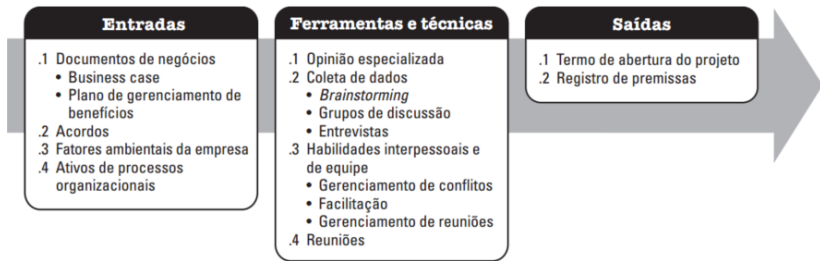 Entradas
.1 Documentos de negócios
• Business case
• Plano de gerenciamento de
benefícios
.2 Acordos
.3 Fatores ambientais da empresa
.4 Ativos de processos
organizacionais
Ferramentas e técnicas
.1 Opinião especializada
.2 Coleta de dados
• Brainstorming
• Grupos de discussão
• Entrevistas
.3 Habilidades interpessoais e
de equipe
• Gerenciamento de conflitos
• Facilitação
• Gerenciamento de reuniões
.4 Reuniões
Saídas
.1 Termo de abertura do projeto
.2 Registro de premissas